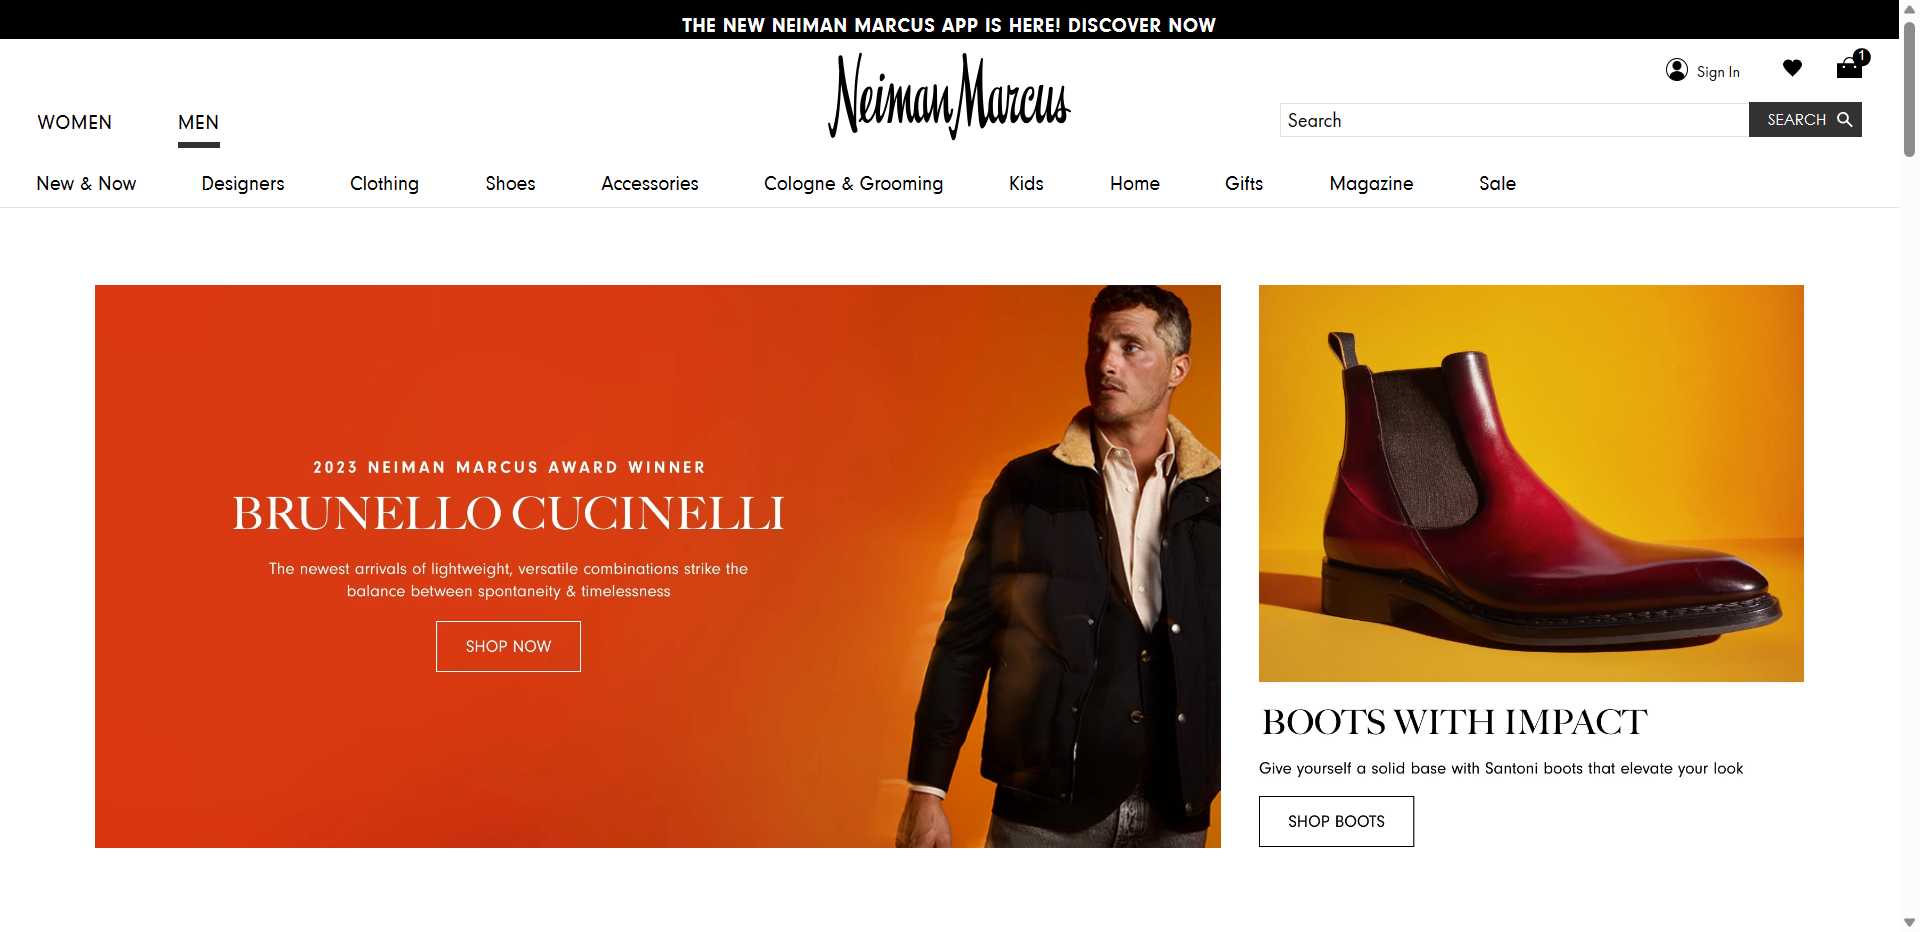 THE NEW NEIMAN MARCUS APP IS HERE! DISCOVER NOW
Neiman Marcus
Sign In
1
WOMEN
MEN
Search
SEARCH
New & Now
Designers
Clothing
Shoes
Accessories
Cologne & Grooming
Kids
Home
Gifts
Magazine
Sale
2023 NEIMAN MARCUS AWARD WINNER
BRUNELLO CUCINELLI
The newest arrivals of lightweight, versatile combinations strike the
balance between spontaneity & timelessness
SHOP NOW
BOOTS WITH IMPACT
Give yourself a solid base with Santoni boots that elevate your look
SHOP BOOTS